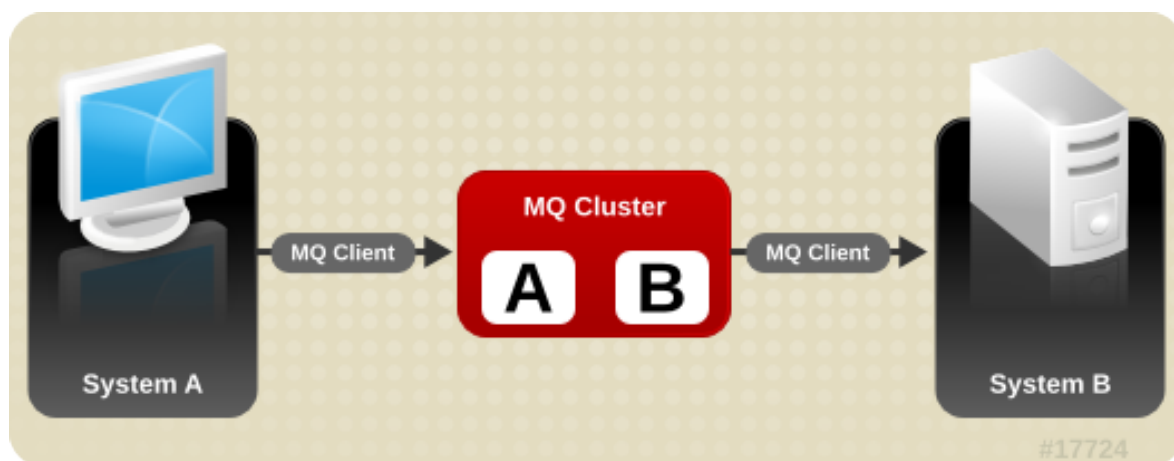 MQ Cluster
MQ Client
A
B
MQ Client
System A
System B
#17724